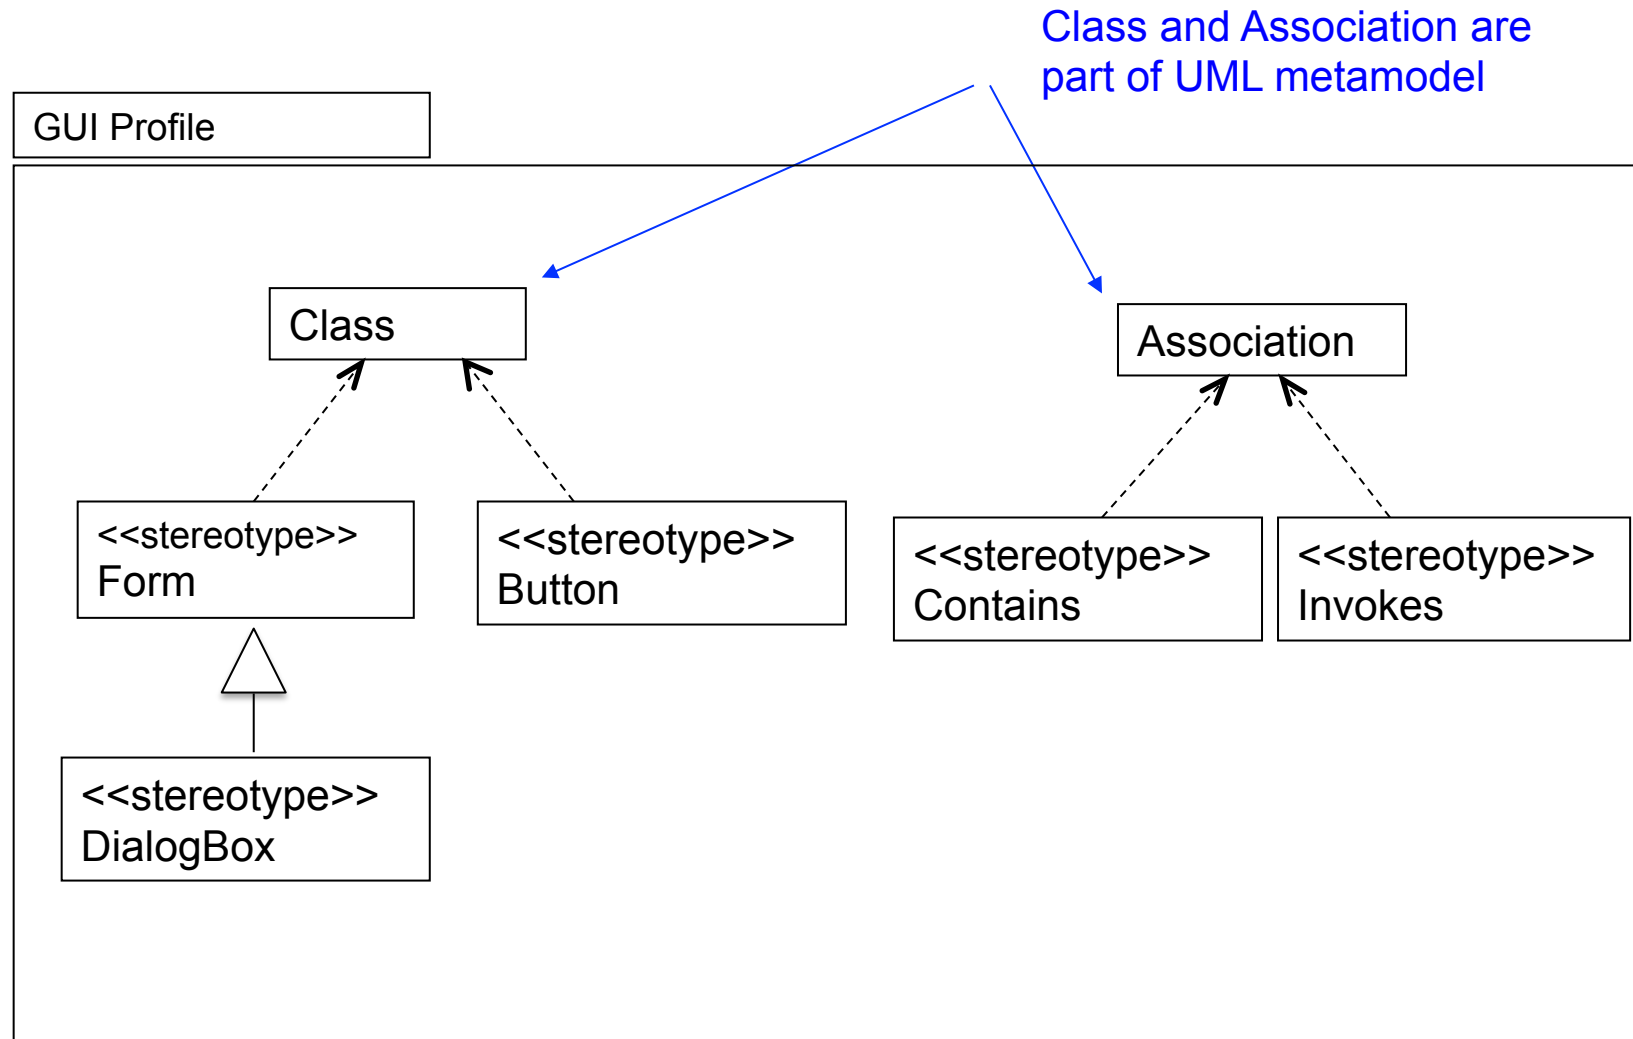 Class and Association are
part of UML metamodel
GUI Profile
Class
Association
<<stereotype>>
Form
<<stereotype>>
Button
<<stereotype>>
Contains
<<stereotype>>
Invokes
<<stereotype>>
DialogBox